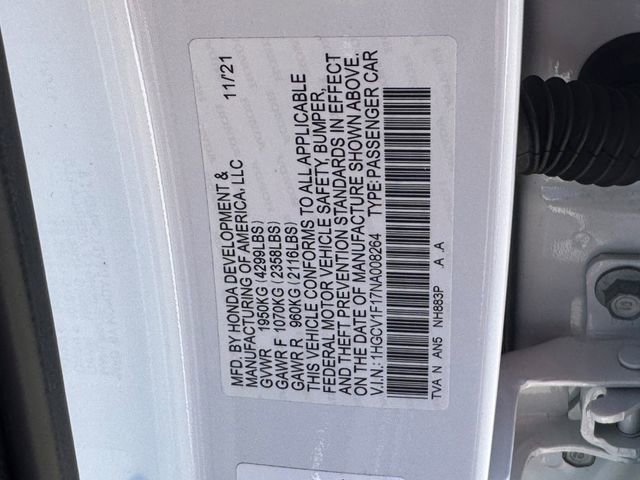 MFD. BY HONDA DEVELOPMENT & 11/21
MANUFACTURING OF AMERICA, LLC
GVWR 1950KG (4299LBS)
GAWR F 1070KG (2358LBS)
GAWR R 960KG (2116LBS)
THIS VEHICLE CONFORMS TO ALL APPLICABLE
FEDERAL MOTOR VEHICLE SAFETY, BUMPER,
AND THEFT PREVENTION STANDARDS IN EFFECT
ON THE DATE OF MANUFACTURE SHOWN ABOVE.
V.I.N.: 1HGCV1F17NA008264 TYPE: PASSENGER CAR
TVA N AN5 NH883P A .A